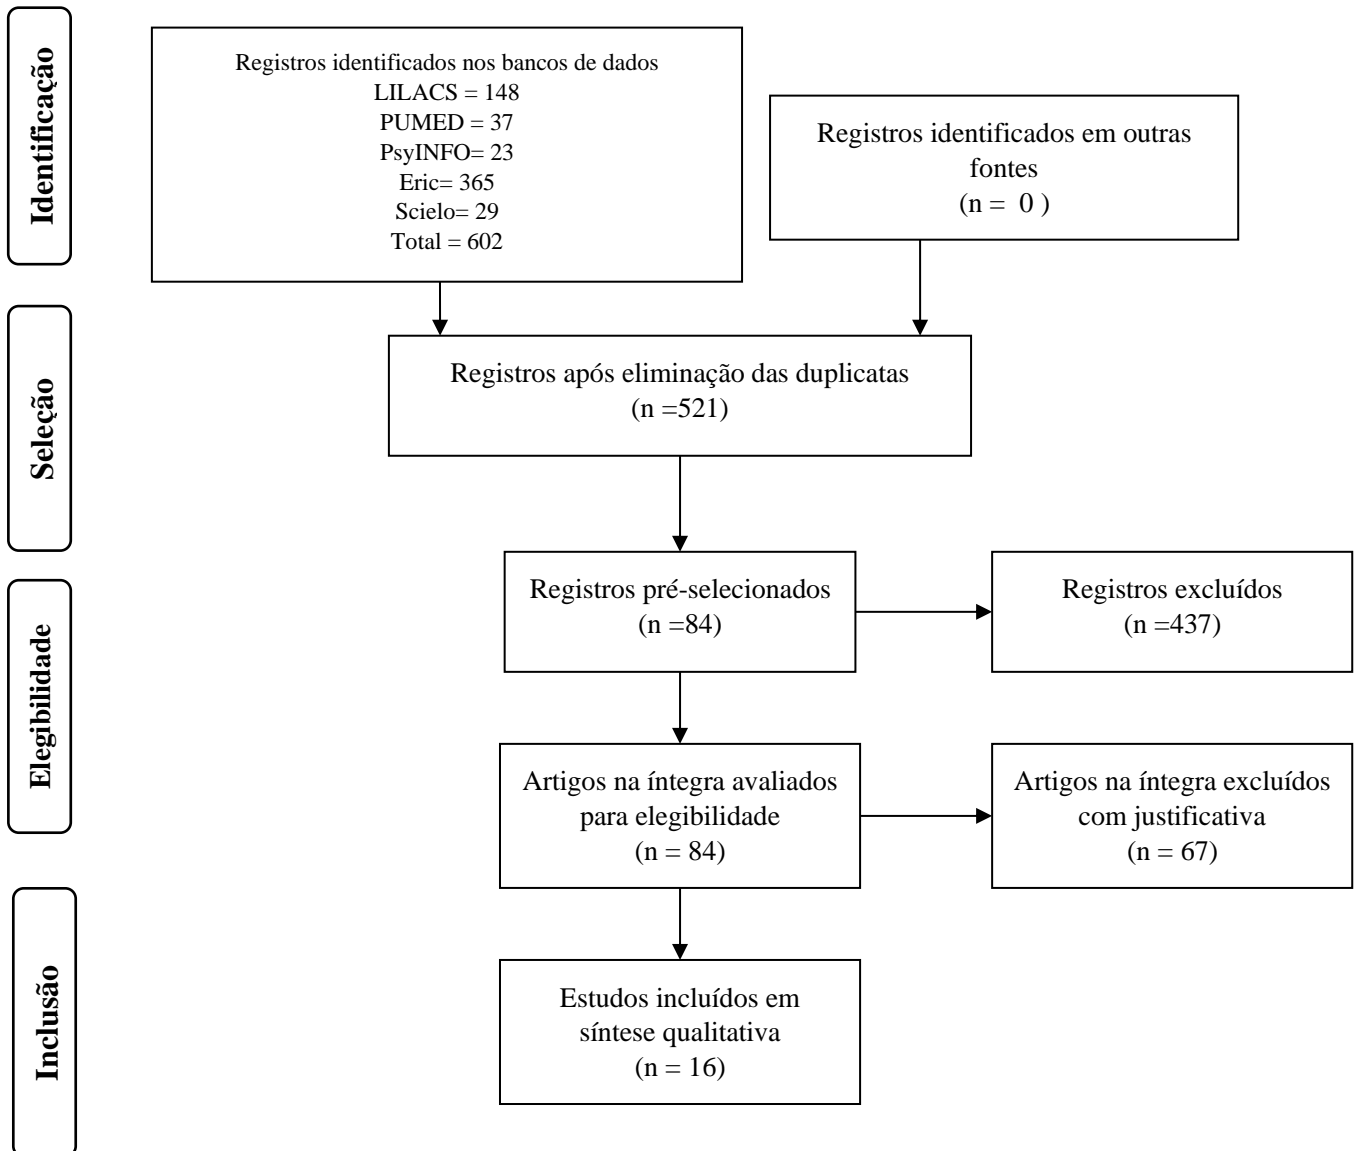 Identificação
Registros identificados nos bancos de dados
LILACS = 148
PUMED = 37
PsyINFO= 23
Eric= 365
Scielo= 29
Total = 602
Registros identificados em outras
fontes
(n = 0 )
Seleção
Registros após eliminação das duplicatas
(n =521)
Registros pré-selecionados
(n =84)
Registros excluídos
(n =437)
Elegibilidade
Artigos na íntegra avaliados
para elegibilidade
(n = 84)
Artigos na íntegra excluídos
com justificativa
(n = 67)
Inclusão
Estudos incluídos em
síntese qualitativa
(n = 16)